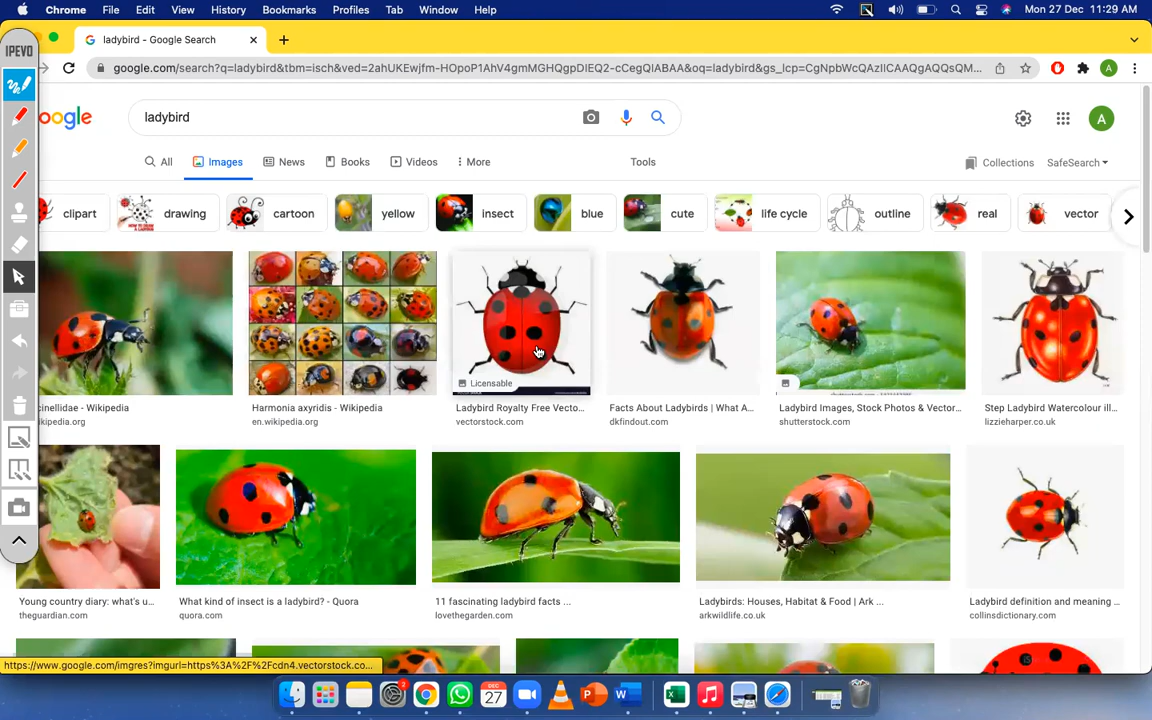 Chrome File Edit View History Bookmarks Profiles Tab Window Help Mon 27 Dec 11:29 AM
IPEVO
ladybird - Google Search
google.com/search?q=ladybird&tbm=isch&ved=2ahUKEwjfm-HOpoP1AhV4gmMGHQgpDIEQ2-cCegQIABAA&oq=ladybird&gs_lcp=CgNpbWcQAzIICAAQgAQQsQM...
oogle
ladybird
A
All Images News Books Videos More Tools Collections SafeSearch
clipart drawing cartoon yellow insect blue cute life cycle outline real vector
Licensable
cinellidae - Wikipedia
kipedia.org
Harmonia axyridis - Wikipedia
en.wikipedia.org
Ladybird Royalty Free Vecto...
vectorstock.com
Facts About Ladybirds | What A...
dkfindout.com
Ladybird Images, Stock Photos & Vector...
shutterstock.com
Step Ladybird Watercolour ill...
lizzieharper.co.uk
Young country diary: what's u...
theguardian.com
What kind of insect is a ladybird? - Quora
quora.com
11 fascinating ladybird facts ...
lovethegarden.com
Ladybirds: Houses, Habitat & Food | Ark ...
arkwildlife.co.uk
Ladybird definition and meaning ...
collinsdictionary.com
https://www.google.com/imgres?imgurl=https%3A%2F%2Fcdn4.vectorstock.co...
DEC
27